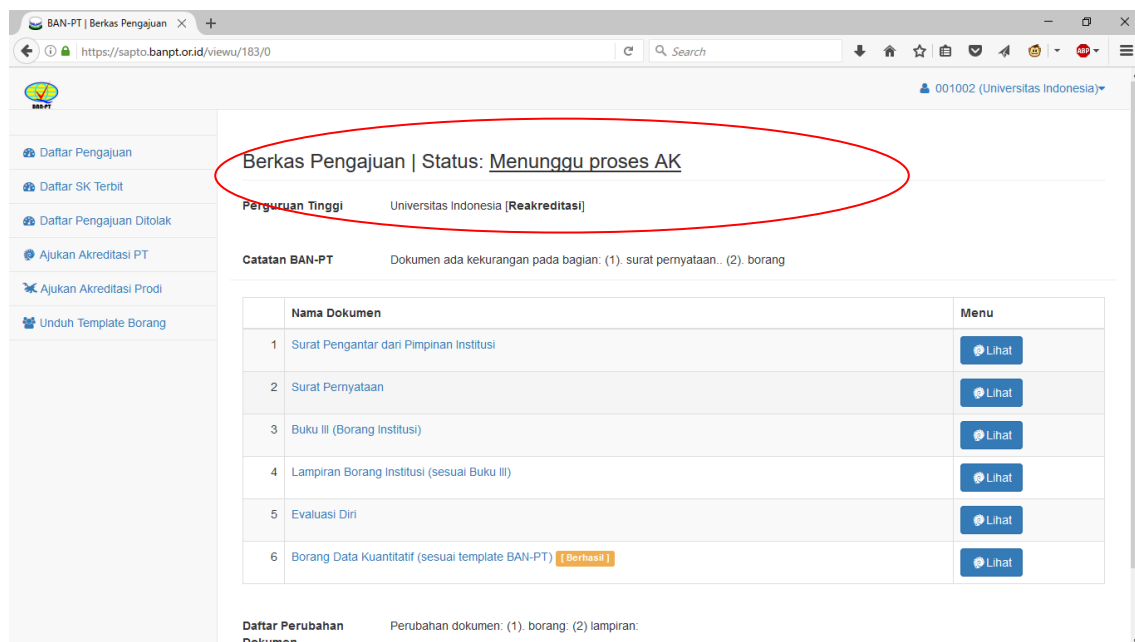 BAN-PT | Berkas Pengajuan
https://sapto.banpt.or.id/viewu/183/0
Search
ABP
BAN-PT
001002 (Universitas Indonesia)
Daftar Pengajuan
Daftar SK Terbit
Daftar Pengajuan Ditolak
Ajukan Akreditasi PT
Ajukan Akreditasi Prodi
Unduh Template Borang
Berkas Pengajuan | Status: Menunggu proses AK
Perguruan Tinggi Universitas Indonesia [Reakreditasi]
Catatan BAN-PT Dokumen ada kekurangan pada bagian: (1). surat pernyataan.. (2). borang
Nama Dokumen Menu
1 Surat Pengantar dari Pimpinan Institusi Lihat
2 Surat Pernyataan Lihat
3 Buku III (Borang Institusi) Lihat
4 Lampiran Borang Institusi (sesuai Buku III) Lihat
5 Evaluasi Diri Lihat
6 Borang Data Kuantitatif (sesuai template BAN-PT) [ Berhasil ] Lihat
Daftar Perubahan Perubahan dokumen: (1). borang: (2) lampiran:
Dokumen